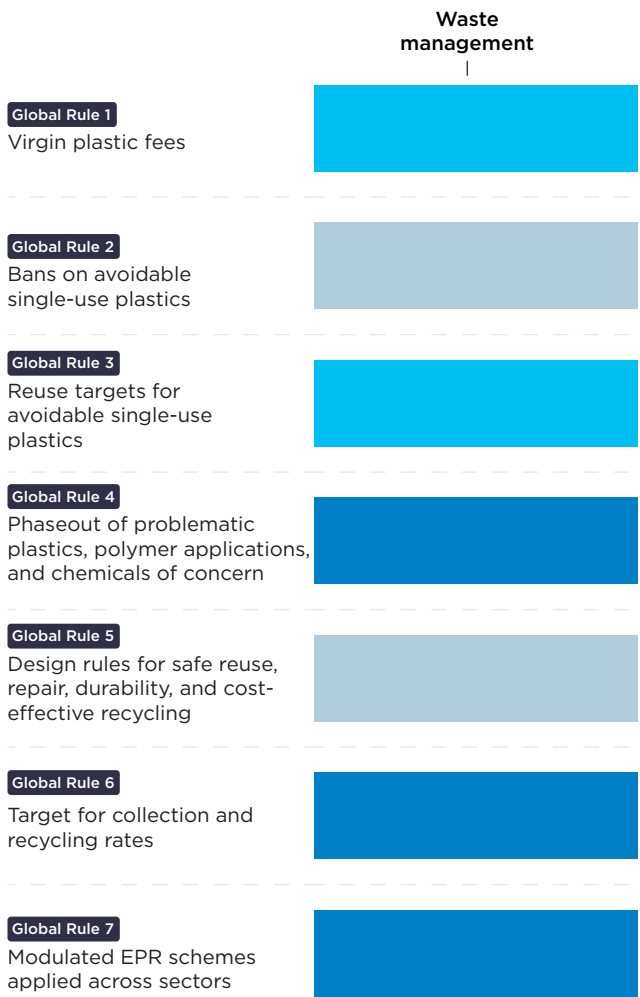 Waste
management
Global Rule 1
Virgin plastic fees
Global Rule 2
Bans on avoidable
single-use plastics
Global Rule 3
Reuse targets for
avoidable single-use
plastics
Global Rule 4
Phaseout of problematic
plastics, polymer applications,
and chemicals of concern
Global Rule 5
Design rules for safe reuse,
repair, durability, and cost-
effective recycling
Global Rule 6
Target for collection and
recycling rates
Global Rule 7
Modulated EPR schemes
applied across sectors